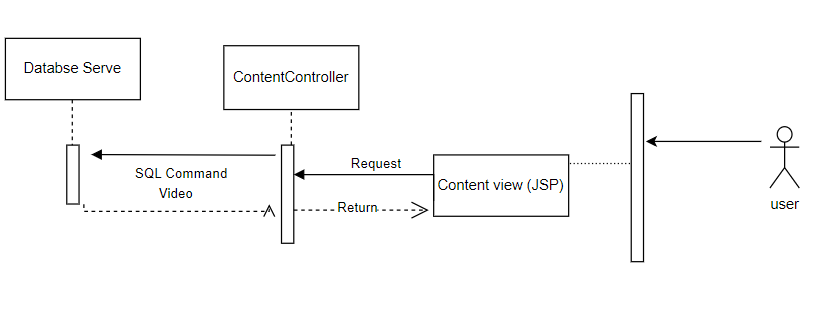 Databse Serve
ContentController
SQL Command
Video
Request
Return
Content view (JSP)
user